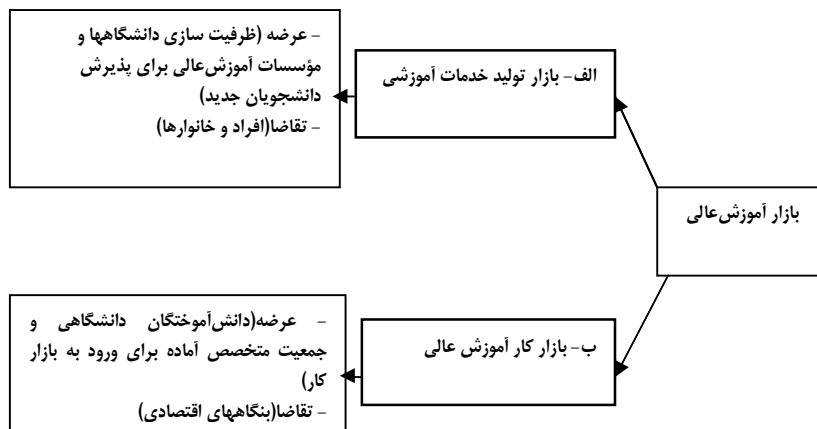 بازار آموزش‌عالی
الف- بازار تولید خدمات آموزشی
- عرضه (ظرفیت سازی دانشگاهها و
مؤسسات آموزش‌عالی برای پذیرش
دانشجویان جدید)
- تقاضا(افراد و خانوارها)
ب- بازار کار آموزش عالی
- عرضه(دانش‌آموختگان دانشگاهی و
جمعیت متخصص آماده برای ورود به بازار
کار)
- تقاضا(بنگاههای اقتصادی)